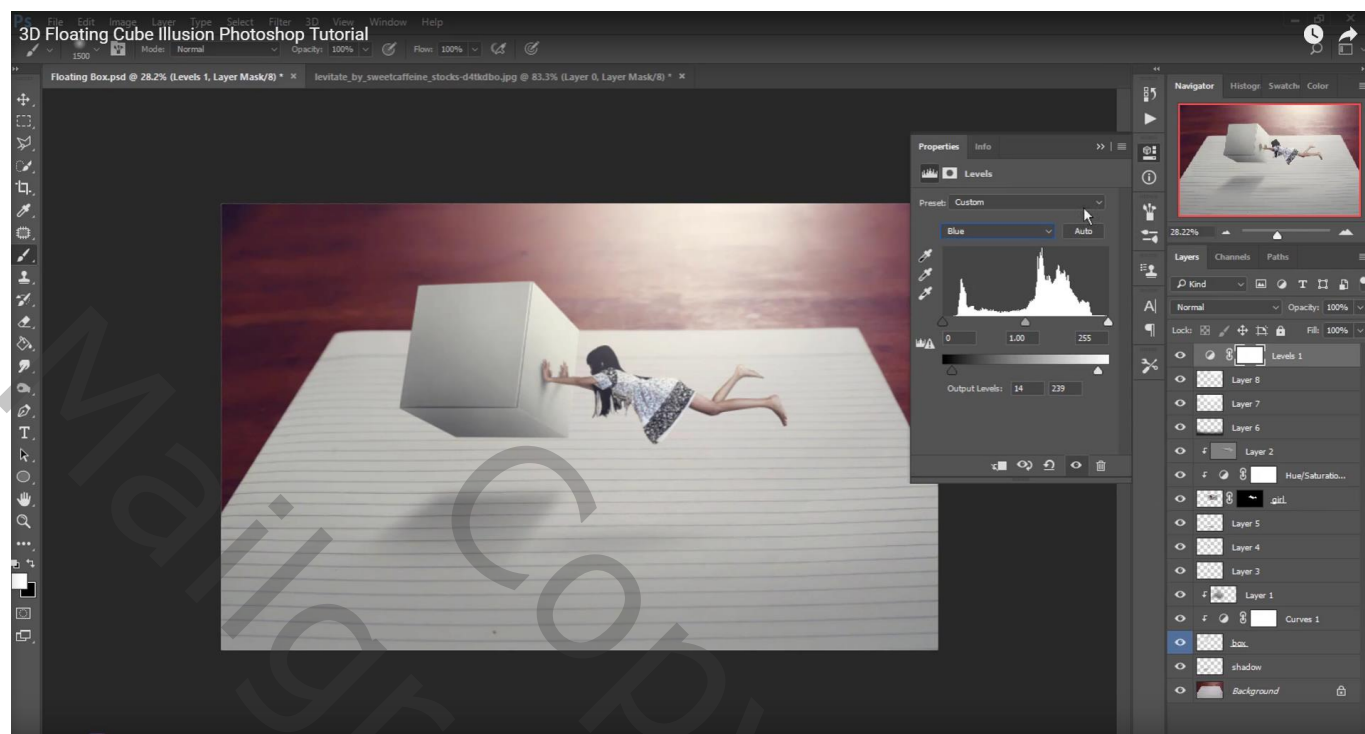 PS File Edit Image Layer Type Select Filter 3D View Window Help
3D Floating Cube Illusion Photoshop Tutorial
1500 Mode: Normal Opacity: 100% Flow: 100%
Floating Box.psd @ 28.2% (Levels 1, Layer Mask/8) * × levitate_by_sweetcaffeine_stocks-d4tkdbo.jpg @ 83.3% (Layer 0, Layer Mask/8) * ×
Navigator Histogr Swatch Color
Properties Info
Levels
Preset: Custom
Blue Auto
0 1.00 255
Output Levels: 14 239
28.22%
Layers Channels Paths
Kind
Normal Opacity: 100%
Lock: Fill: 100%
Levels 1
Layer 8
Layer 7
Layer 6
Layer 2
Hue/Saturatio...
girl
Layer 5
Layer 4
Layer 3
Layer 1
Curves 1
box
shadow
Background